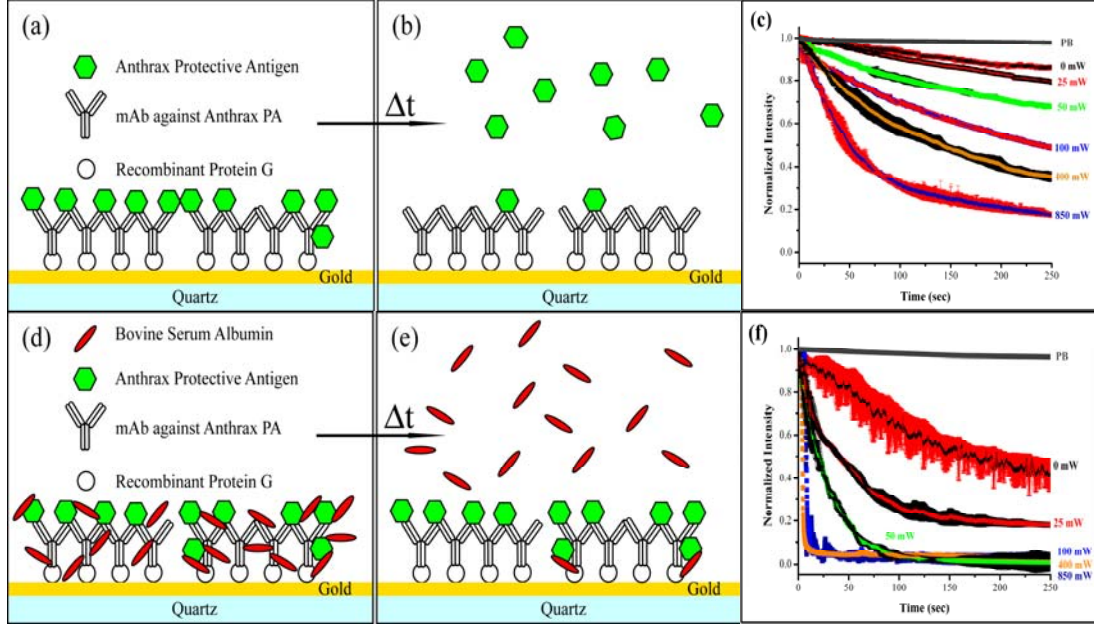 (a)
Anthrax Protective Antigen
mAb against Anthrax PA
Recombinant Protein G
Gold
Quartz
(b)
Δt
(c)
Normalized Intensity
1.0
0.8
0.6
0.4
0.2
0.0
0
50
100
150
200
250
Time (sec)
PB
0 mW
25 mW
50 mW
100 mW
400 mW
850 mW
(d)
Bovine Serum Albumin
Anthrax Protective Antigen
mAb against Anthrax PA
Recombinant Protein G
Gold
Quartz
(e)
Δt
Gold
Quartz
(f)
Normalized Intensity
1.0
0.8
0.6
0.4
0.2
0.0
0
50
100
150
200
250
Time (sec)
PB
0 mW
25 mW
50 mW
100 mW
400 mW
850 mW